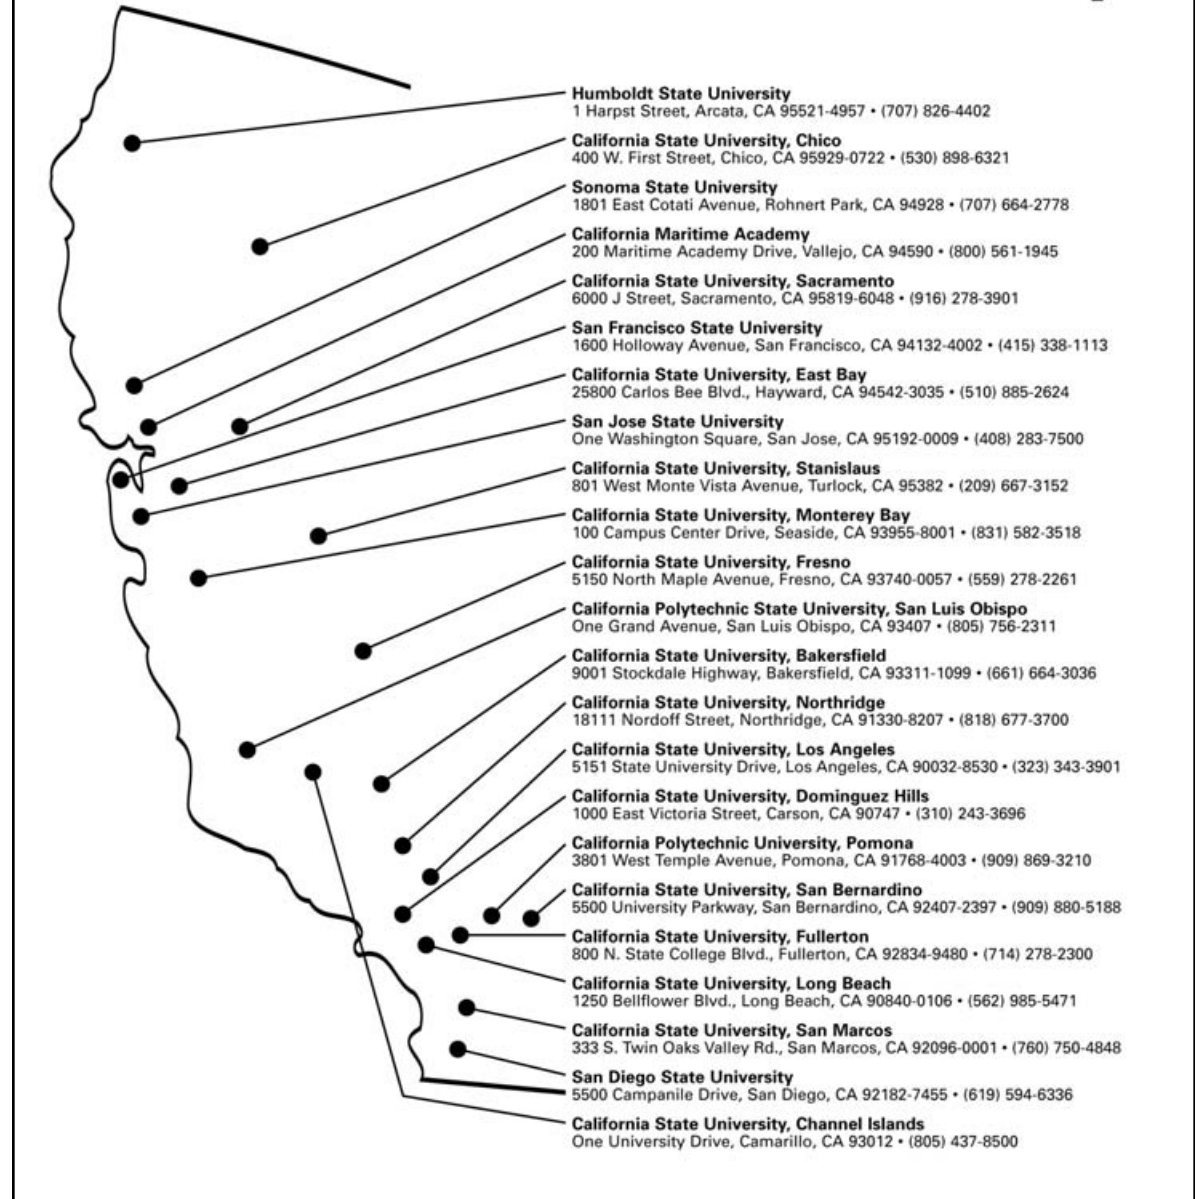 Humboldt State University
1 Harpst Street, Arcata, CA 95521-4957 • (707) 826-4402
California State University, Chico
400 W. First Street, Chico, CA 95929-0722 • (530) 898-6321
Sonoma State University
1801 East Cotati Avenue, Rohnert Park, CA 94928 • (707) 664-2778
California Maritime Academy
200 Maritime Academy Drive, Vallejo, CA 94590 • (800) 561-1945
California State University, Sacramento
6000 J Street, Sacramento, CA 95819-6048 • (916) 278-3901
San Francisco State University
1600 Holloway Avenue, San Francisco, CA 94132-4002 • (415) 338-1113
California State University, East Bay
25800 Carlos Bee Blvd., Hayward, CA 94542-3035 • (510) 885-2624
San Jose State University
One Washington Square, San Jose, CA 95192-0009 • (408) 283-7500
California State University, Stanislaus
801 West Monte Vista Avenue, Turlock, CA 95382 • (209) 667-3152
California State University, Monterey Bay
100 Campus Center Drive, Seaside, CA 93955-8001 • (831) 582-3518
California State University, Fresno
5150 North Maple Avenue, Fresno, CA 93740-0057 • (559) 278-2261
California Polytechnic State University, San Luis Obispo
One Grand Avenue, San Luis Obispo, CA 93407 • (805) 756-2311
California State University, Bakersfield
9001 Stockdale Highway, Bakersfield, CA 93311-1099 • (661) 664-3036
California State University, Northridge
18111 Nordoff Street, Northridge, CA 91330-8207 • (818) 677-3700
California State University, Los Angeles
5151 State University Drive, Los Angeles, CA 90032-8530 • (323) 343-3901
California State University, Dominguez Hills
1000 East Victoria Street, Carson, CA 90747 • (310) 243-3696
California Polytechnic University, Pomona
3801 West Temple Avenue, Pomona, CA 91768-4003 • (909) 869-3210
California State University, San Bernardino
5500 University Parkway, San Bernardino, CA 92407-2397 • (909) 880-5188
California State University, Fullerton
800 N. State College Blvd., Fullerton, CA 92834-9480 • (714) 278-2300
California State University, Long Beach
1250 Bellflower Blvd., Long Beach, CA 90840-0106 • (562) 985-5471
California State University, San Marcos
333 S. Twin Oaks Valley Rd., San Marcos, CA 92096-0001 • (760) 750-4848
San Diego State University
5500 Campanile Drive, San Diego, CA 92182-7455 • (619) 594-6336
California State University, Channel Islands
One University Drive, Camarillo, CA 93012 • (805) 437-8500